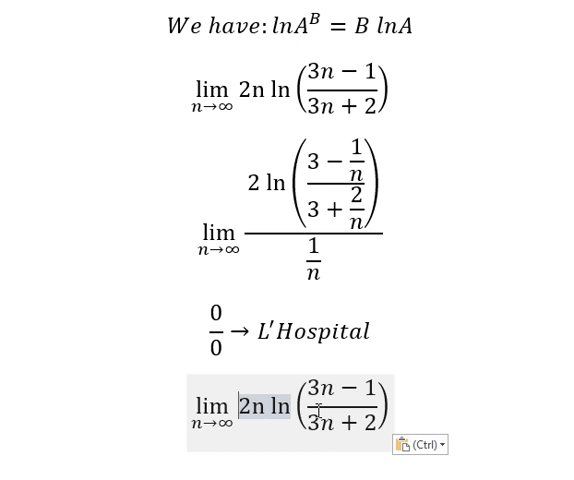 We have: lnA^B = B lnA
lim n→∞ 2n ln ((3n − 1)/(3n + 2))
lim n→∞ (2 ln ((3 − 1/n)/(3 + 2/n)))/(1/n)
0/0 → L'Hospital
lim n→∞ 2n ln ((3n − 1)/(3n + 2))
(Ctrl)